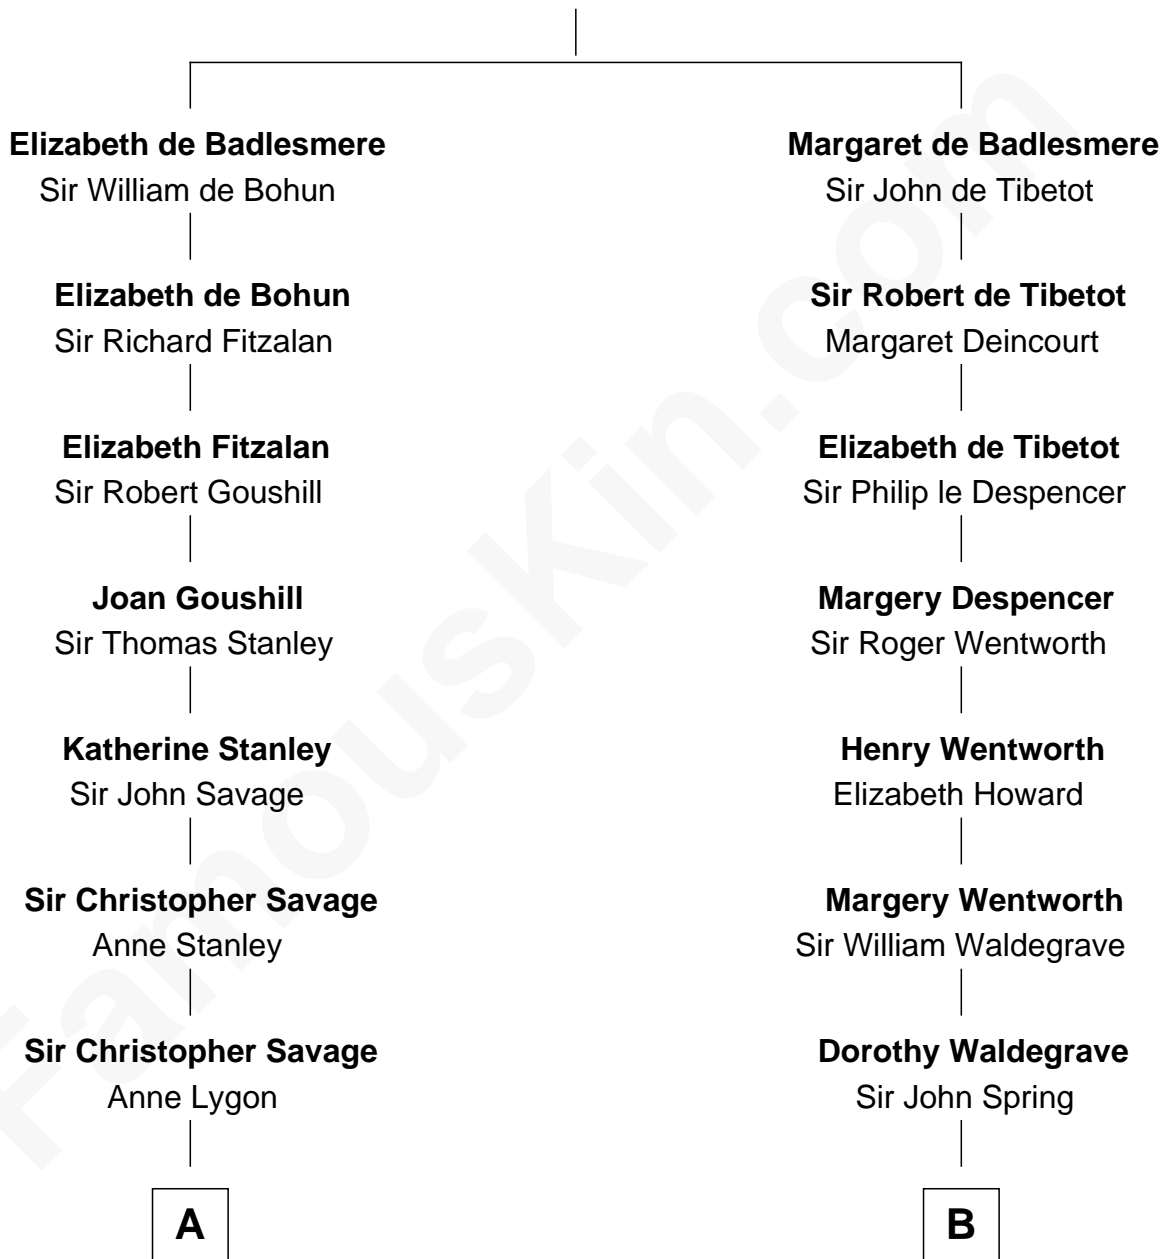 Elizabeth de Badlesmere
Sir William de Bohun
Elizabeth de Bohun
Sir Richard Fitzalan
Elizabeth Fitzalan
Sir Robert Goushill
Joan Goushill
Sir Thomas Stanley
Katherine Stanley
Sir John Savage
Sir Christopher Savage
Anne Stanley
Sir Christopher Savage
Anne Lygon
A
Margaret de Badlesmere
Sir John de Tibetot
Sir Robert de Tibetot
Margaret Deincourt
Elizabeth de Tibetot
Sir Philip le Despencer
Margery Despencer
Sir Roger Wentworth
Henry Wentworth
Elizabeth Howard
Margery Wentworth
Sir William Waldegrave
Dorothy Waldegrave
Sir John Spring
B
FamousKin.com